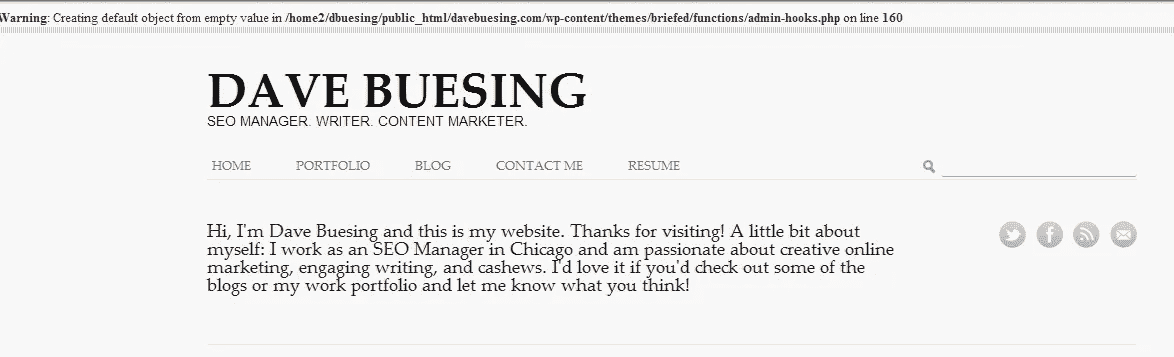 Warning: Creating default object from empty value in /home2/dbuesing/public_html/davebuesing.com/wp-content/themes/briefed/functions/admin-hooks.php on line 160
DAVE BUESING
SEO MANAGER. WRITER. CONTENT MARKETER.
HOME PORTFOLIO BLOG CONTACT ME RESUME
Hi, I'm Dave Buesing and this is my website. Thanks for visiting! A little bit about
myself: I work as an SEO Manager in Chicago and am passionate about creative online
marketing, engaging writing, and cashews. I'd love it if you'd check out some of the
blogs or my work portfolio and let me know what you think!